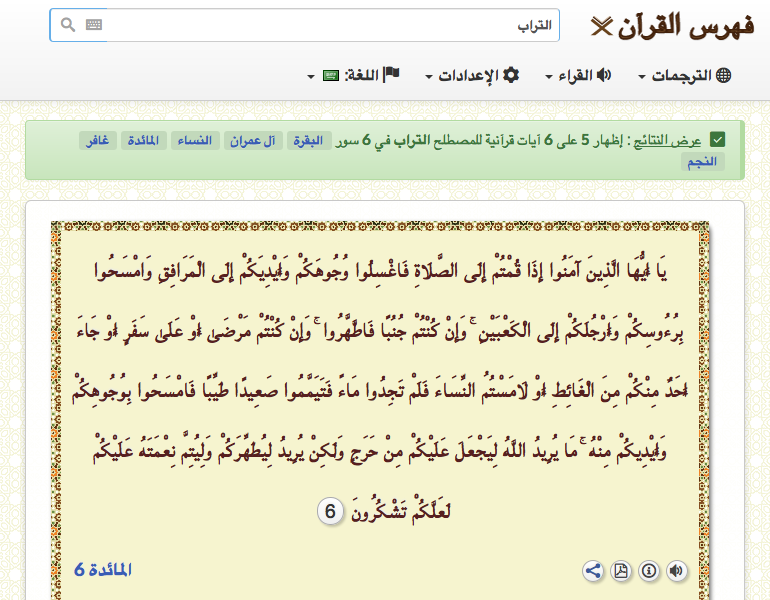 فهرس القرآن
التراب
الترجمات
القراء
الإعدادات
اللغة:
عرض النتائج : إظهار 5 على 6 آيات قرآنية للمصطلح التراب في 6 سور البقرة آل عمران النساء المائدة غافر
النجم
يَا أَيُّهَا الَّذِينَ آمَنُوا إِذَا قُمْتُمْ إِلَى الصَّلَاةِ فَاغْسِلُوا وُجُوهَكُمْ وَأَيْدِيَكُمْ إِلَى الْمَرَافِقِ وَامْسَحُوا
بِرُءُوسِكُمْ وَأَرْجُلَكُمْ إِلَى الْكَعْبَيْنِ ۚ وَإِنْ كُنْتُمْ جُنُبًا فَاطَّهَّرُوا ۚ وَإِنْ كُنْتُمْ مَرْضَىٰ أَوْ عَلَىٰ سَفَرٍ أَوْ جَاءَ
أَحَدٌ مِنْكُمْ مِنَ الْغَائِطِ أَوْ لَامَسْتُمُ النِّسَاءَ فَلَمْ تَجِدُوا مَاءً فَتَيَمَّمُوا صَعِيدًا طَيِّبًا فَامْسَحُوا بِوُجُوهِكُمْ
وَأَيْدِيكُمْ مِنْهُ ۚ مَا يُرِيدُ اللَّهُ لِيَجْعَلَ عَلَيْكُمْ مِنْ حَرَجٍ وَلَٰكِنْ يُرِيدُ لِيُطَهِّرَكُمْ وَلِيُتِمَّ نِعْمَتَهُ عَلَيْكُمْ
لَعَلَّكُمْ تَشْكُرُونَ 6
المائدة 6